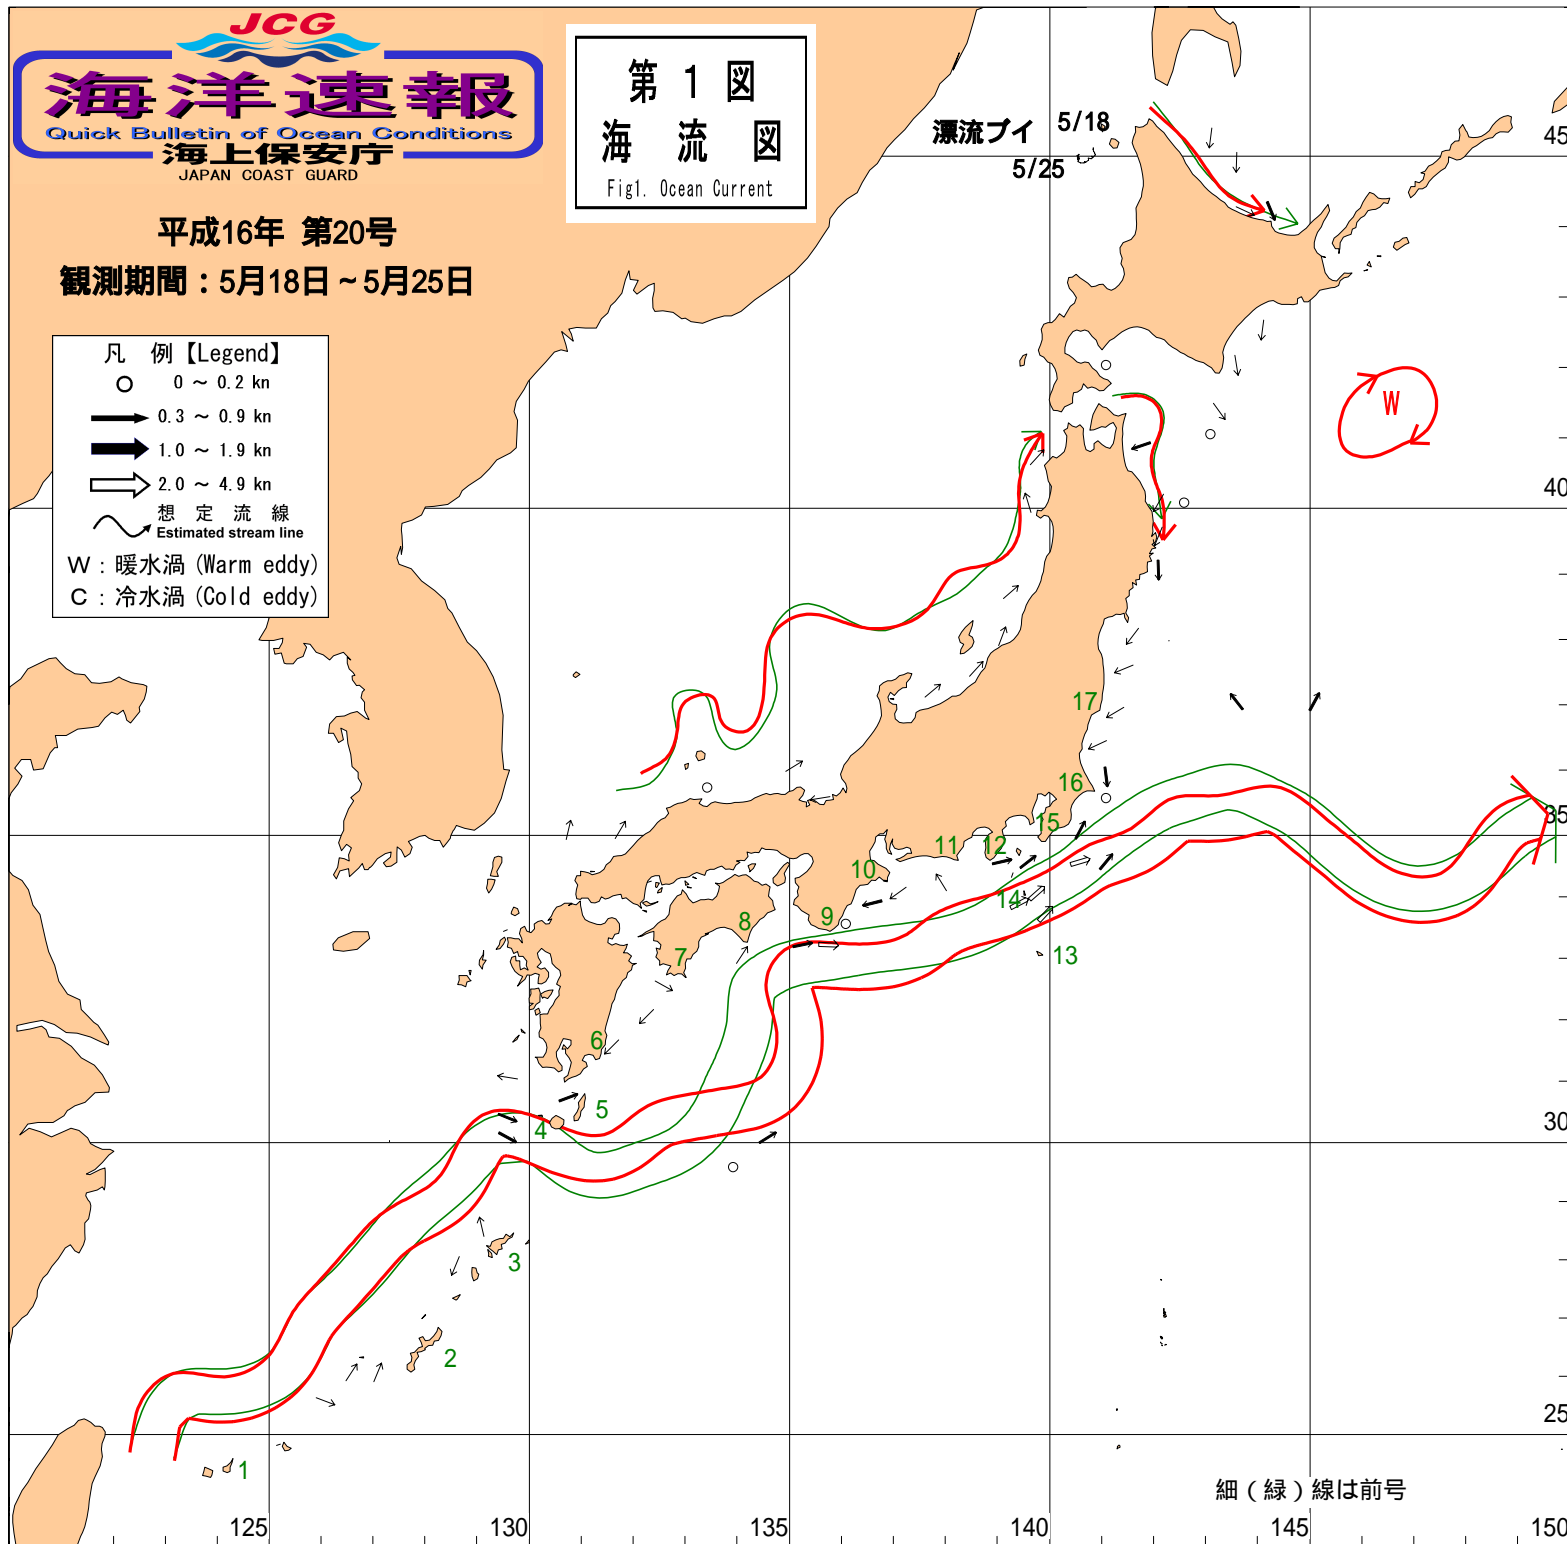 JCG
海洋速報
Quick Bulletin of Ocean Conditions
海上保安庁
JAPAN COAST GUARD
平成16年 第20号
観測期間：5月18日～5月25日
第 1 図
海 流 図
Fig1. Ocean Current
漂流ブイ 5/18
5/25
凡 例【Legend】
0 ～ 0.2 kn
0.3 ～ 0.9 kn
1.0 ～ 1.9 kn
2.0 ～ 4.9 kn
想 定 流 線
Estimated stream line
W : 暖水渦 (Warm eddy)
C : 冷水渦 (Cold eddy)
W
45
40
35
30
25
17
16
15
14
13
12
11
10
9
8
7
6
5
4
3
2
1
細（緑）線は前号
125
130
135
140
145
150